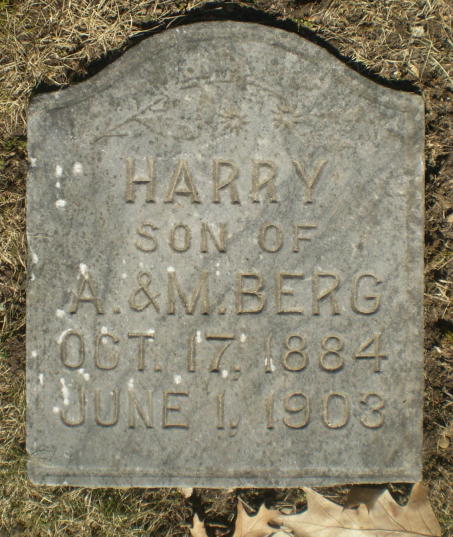 HARRY
SON OF
A. & M. BERG
OCT. 17, 1884
JUNE 1, 1903